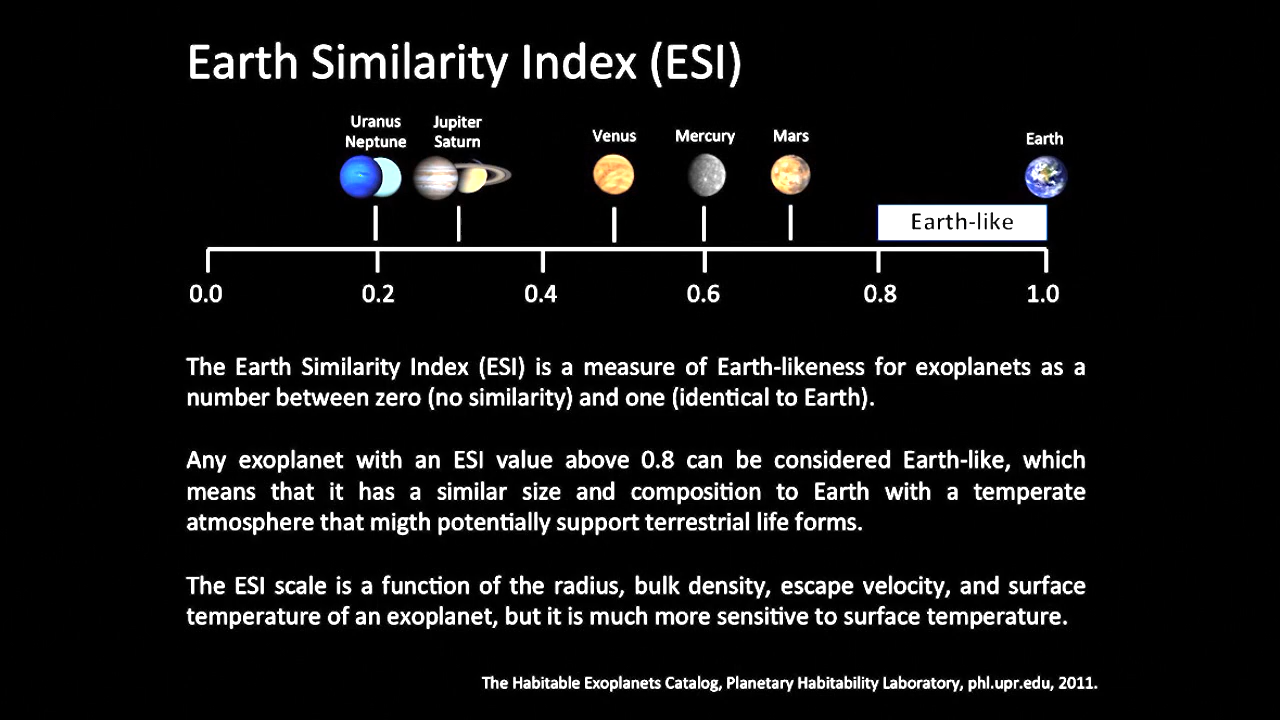 Earth Similarity Index (ESI)
Uranus
Neptune
Jupiter
Saturn
Venus
Mercury
Mars
Earth
Earth-like
0.0
0.2
0.4
0.6
0.8
1.0
The Earth Similarity Index (ESI) is a measure of Earth-likeness for exoplanets as a
number between zero (no similarity) and one (identical to Earth).
Any exoplanet with an ESI value above 0.8 can be considered Earth-like, which
means that it has a similar size and composition to Earth with a temperate
atmosphere that migth potentially support terrestrial life forms.
The ESI scale is a function of the radius, bulk density, escape velocity, and surface
temperature of an exoplanet, but it is much more sensitive to surface temperature.
The Habitable Exoplanets Catalog, Planetary Habitability Laboratory, phl.upr.edu, 2011.